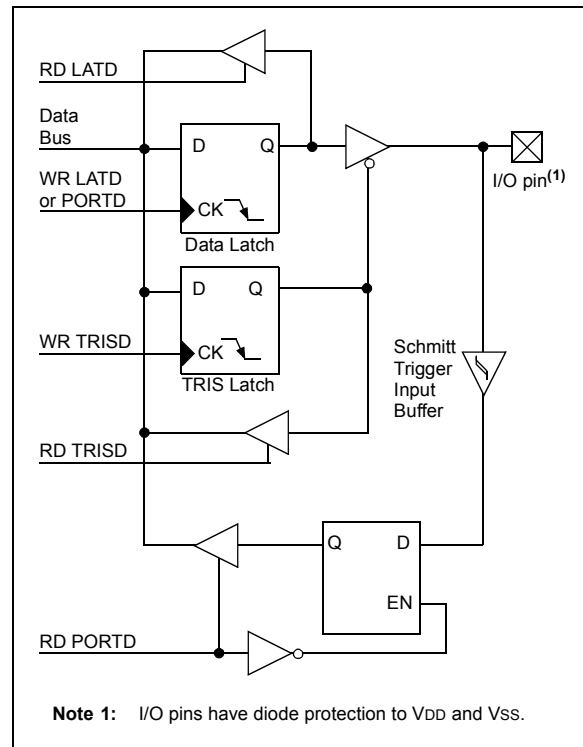 RD LATD
Data
Bus
D Q
WR LATD
or PORTD
CK
Data Latch
I/O pin(1)
D Q
WR TRISD
CK
TRIS Latch
Schmitt
Trigger
Input
Buffer
RD TRISD
Q D
EN
RD PORTD
Note 1: I/O pins have diode protection to VDD and VSS.